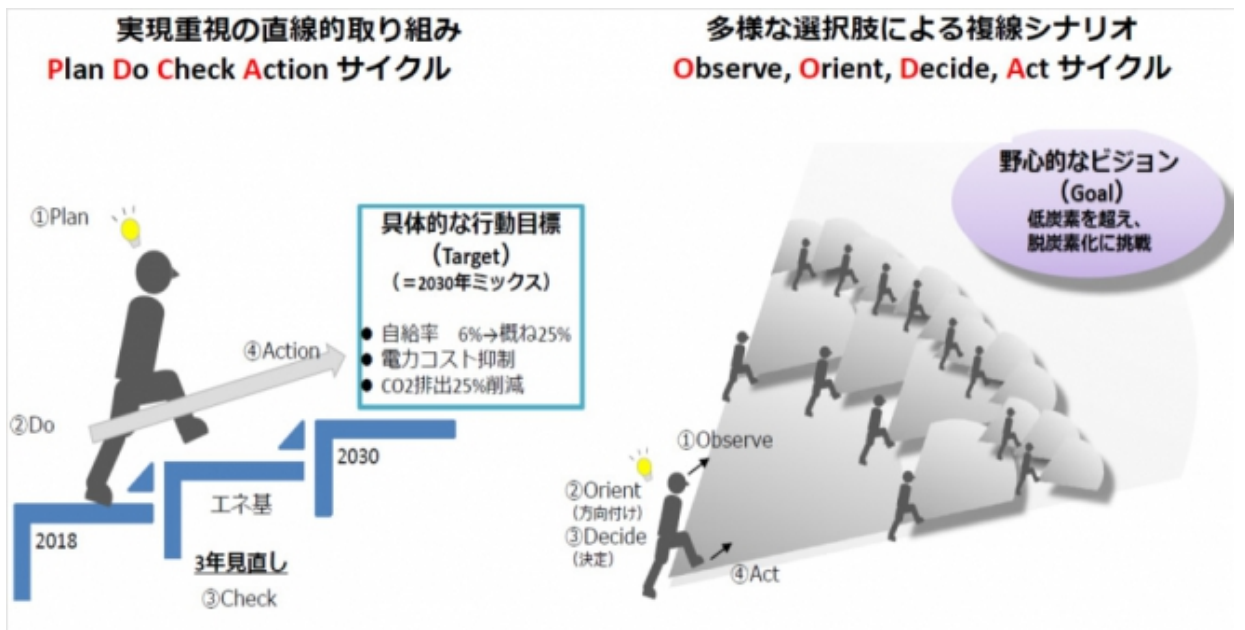 実現重視の直線的取り組み
Plan Do Check Action サイクル
①Plan
②Do
④Action
具体的な行動目標
（Target）
（＝2030年ミックス）
● 自給率　6%→概ね25%
● 電力コスト抑制
● CO2排出25%削減
2018
エネ基
2030
3年見直し
③Check
多様な選択肢による複線シナリオ
Observe, Orient, Decide, Act サイクル
野心的なビジョン
（Goal）
低炭素を超え、
脱炭素化に挑戦
①Observe
②Orient
（方向付け）
③Decide
（決定）
④Act